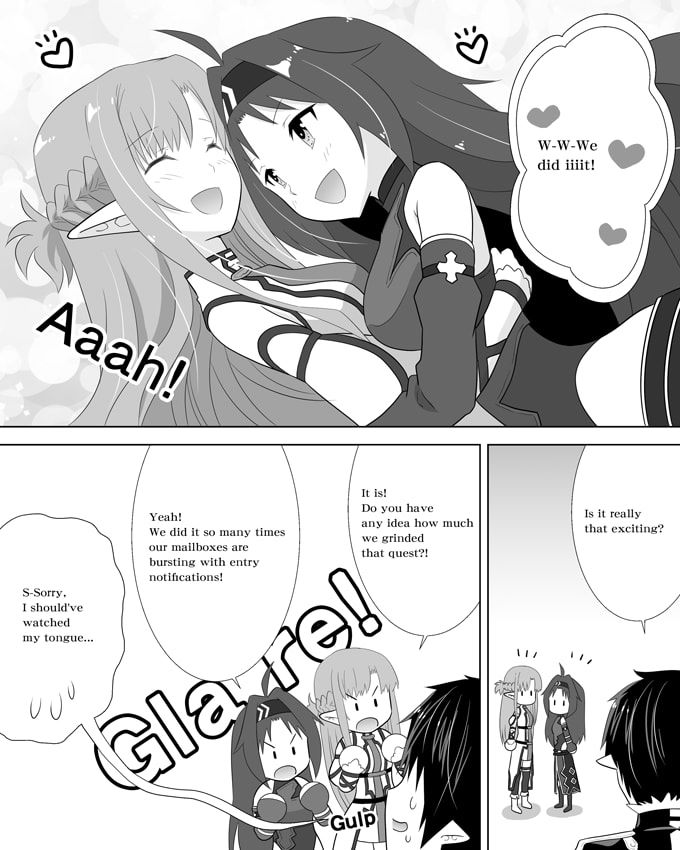 W-W-We
did iiiit!
Aaah!
Is it really
that exciting?
It is!
Do you have
any idea how much
we grinded
that quest?!
Yeah!
We did it so many times
our mailboxes are
bursting with entry
notifications!
Glare!
Gulp
S-Sorry,
I should've
watched
my tongue...